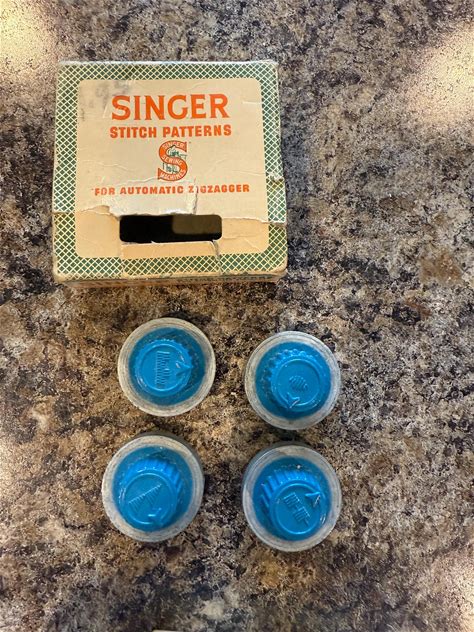 SINGER
STITCH PATTERNS
SINGER
SEWING
MACHINES
FOR AUTOMATIC ZIGZAGGER